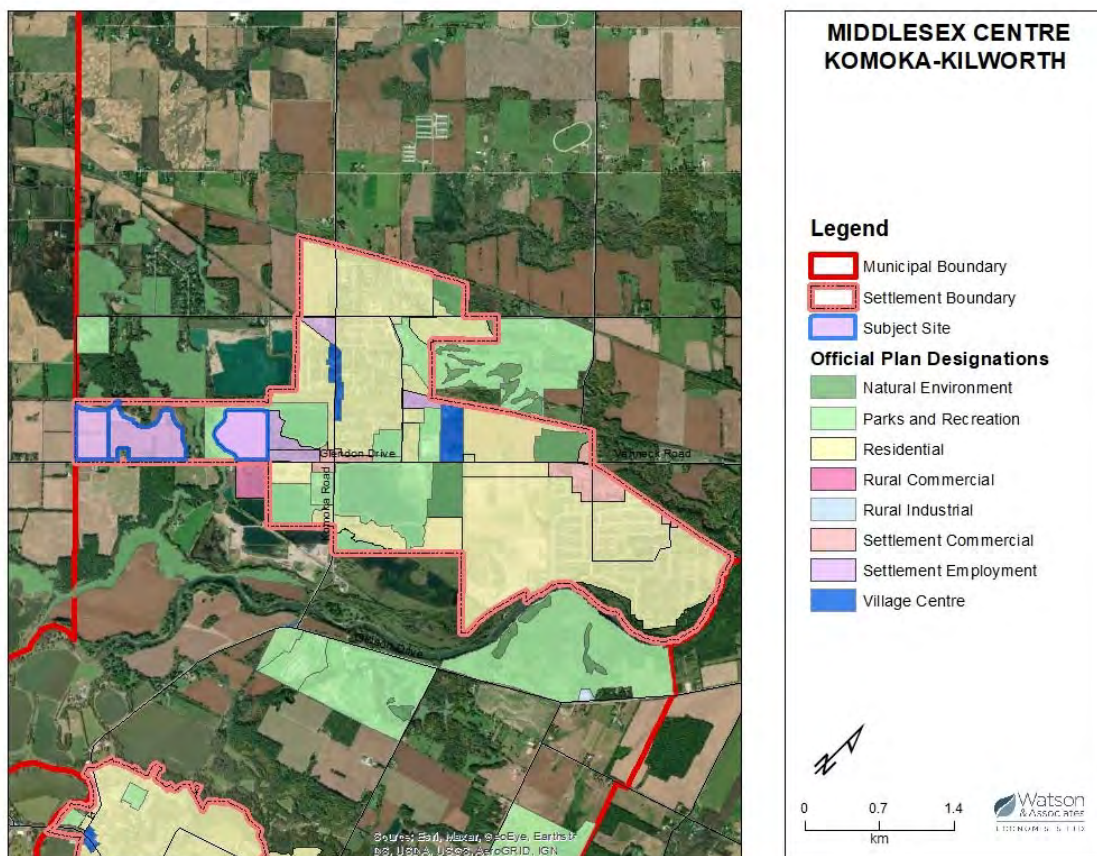 MIDDLESEX CENTRE
KOMOKA-KILWORTH
Legend
Municipal Boundary
Settlement Boundary
Subject Site
Official Plan Designations
Natural Environment
Parks and Recreation
Residential
Rural Commercial
Rural Industrial
Settlement Commercial
Settlement Employment
Village Centre
Glendon Drive
Vanneck Road
Komoka Road
Drive
Source: Esri, Maxar, GeoEye, Earthsta
DS, USDA, USGS, AeroGRID, IGN
N
0 0.7 1.4
km
Watson
& Associates
ECONOMISTS LTD